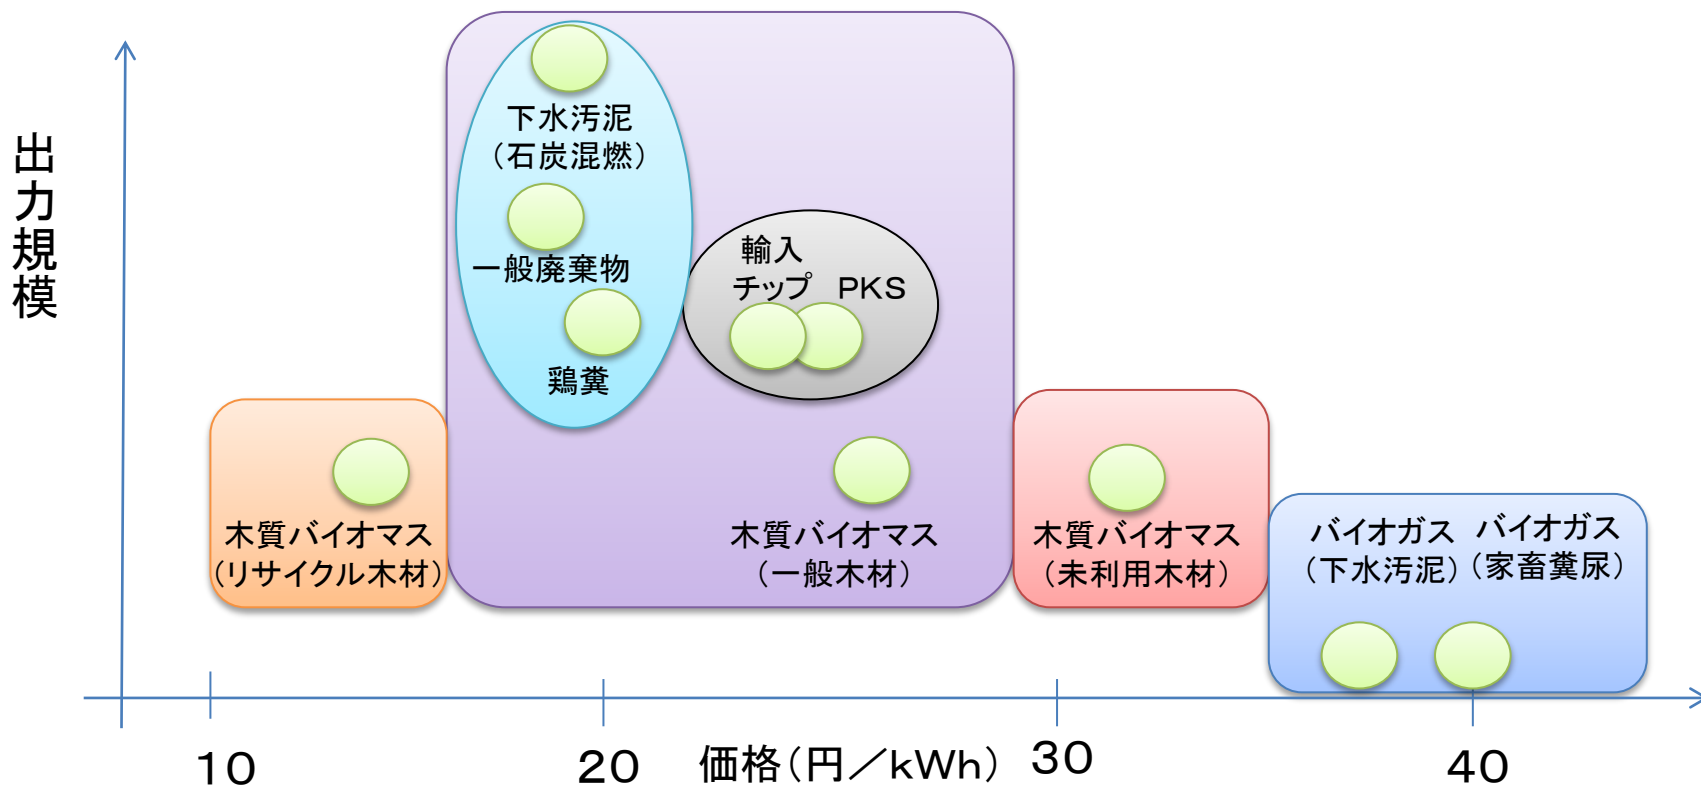 出力規模
下水汚泥
（石炭混燃）
一般廃棄物
鶏糞
輸入
チップ
PKS
木質バイオマス
（リサイクル木材）
木質バイオマス
（一般木材）
木質バイオマス
（未利用木材）
バイオガス
（下水汚泥）
バイオガス
（家畜糞尿）
10
20
価格（円／kWh）
30
40